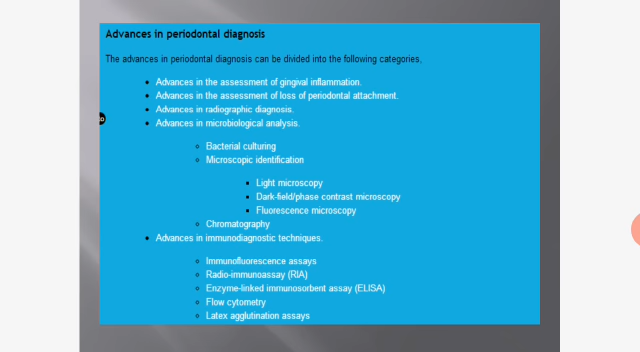 Advances in periodontal diagnosis
The advances in periodontal diagnosis can be divided into the following categories,
Advances in the assessment of gingival inflammation.
Advances in the assessment of loss of periodontal attachment.
Advances in radiographic diagnosis.
Advances in microbiological analysis.
Bacterial culturing
Microscopic identification
Light microscopy
Dark-field/phase contrast microscopy
Fluorescence microscopy
Chromatography
Advances in immunodiagnostic techniques.
Immunofluorescence assays
Radio-immunoassay (RIA)
Enzyme-linked immunosorbent assay (ELISA)
Flow cytometry
Latex agglutination assays